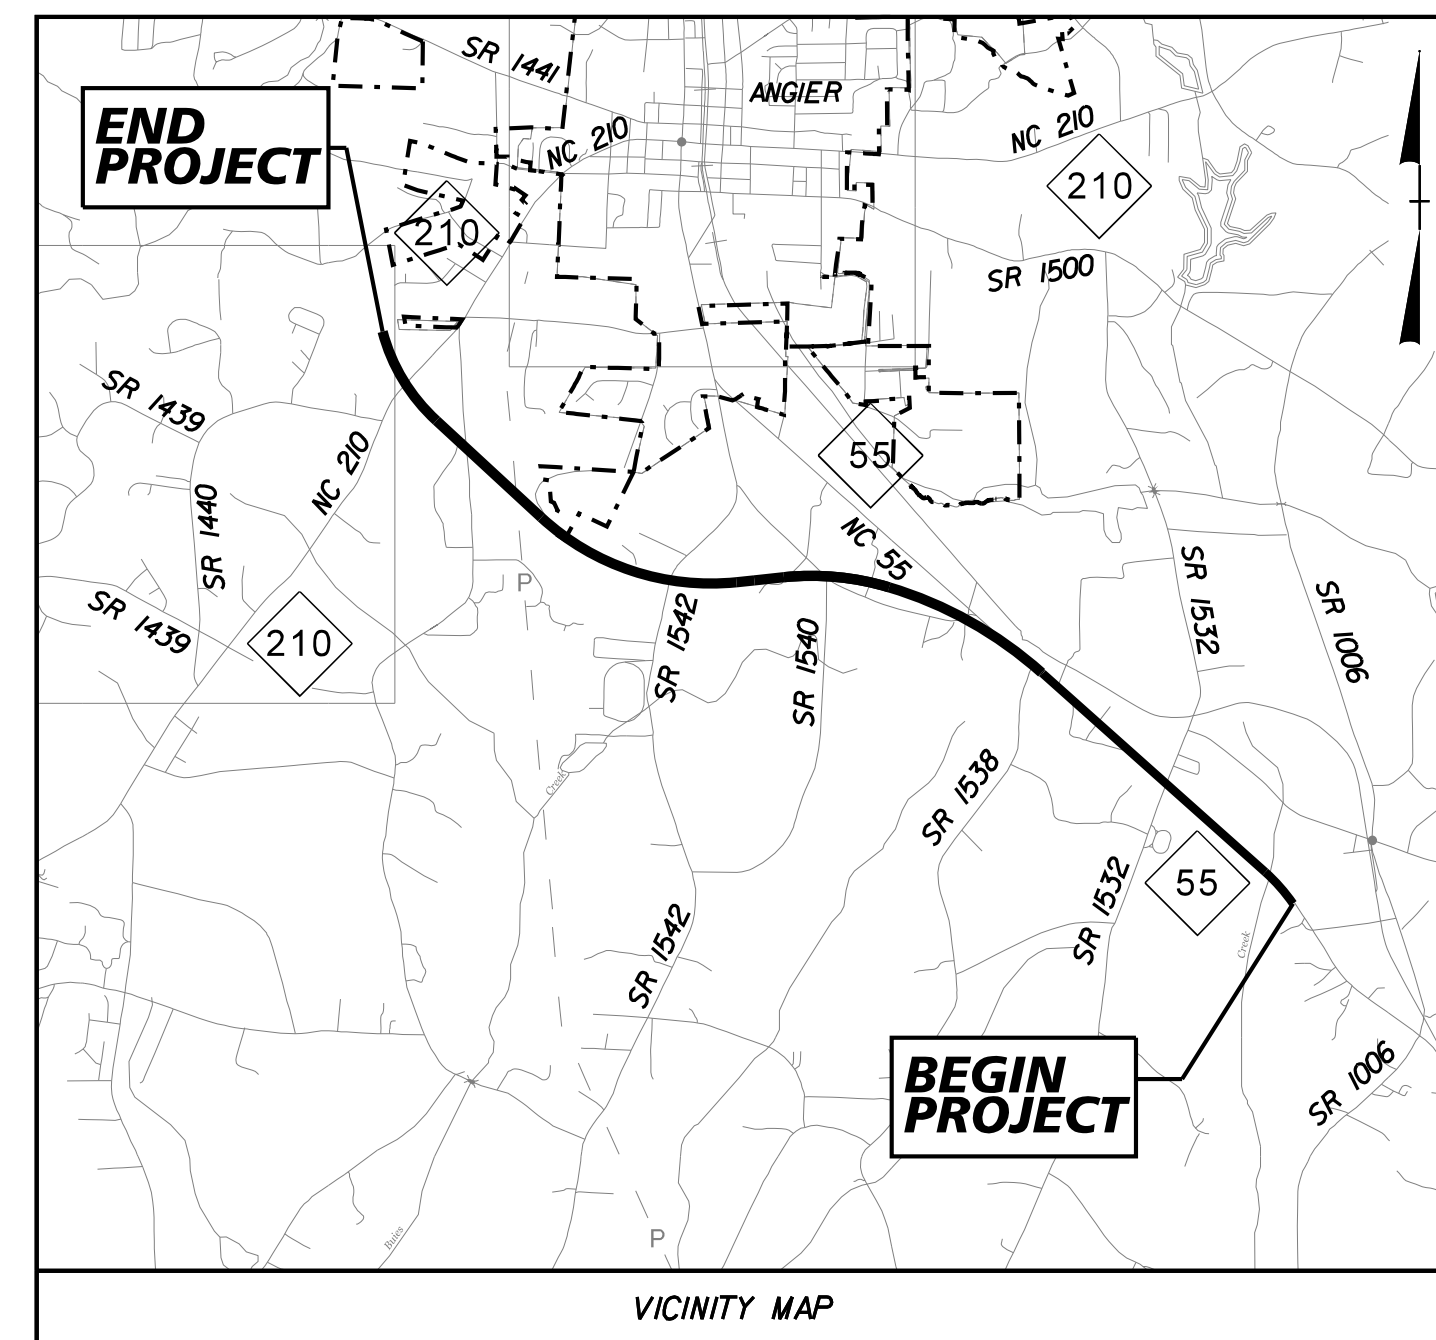 SR 1441
ANGIER
END
PROJECT
NC 210
NC 210
210
210
SR 1500
SR 1439
NC 210
55
SR 1440
NC 55
SR 1532
SR 1006
P
SR 1439
210
SR 1542
SR 1540
SR 1538
Creek
SR 1532
55
SR 1542
Creek
BEGIN
PROJECT
SR 1006
Buies
P
VICINITY MAP